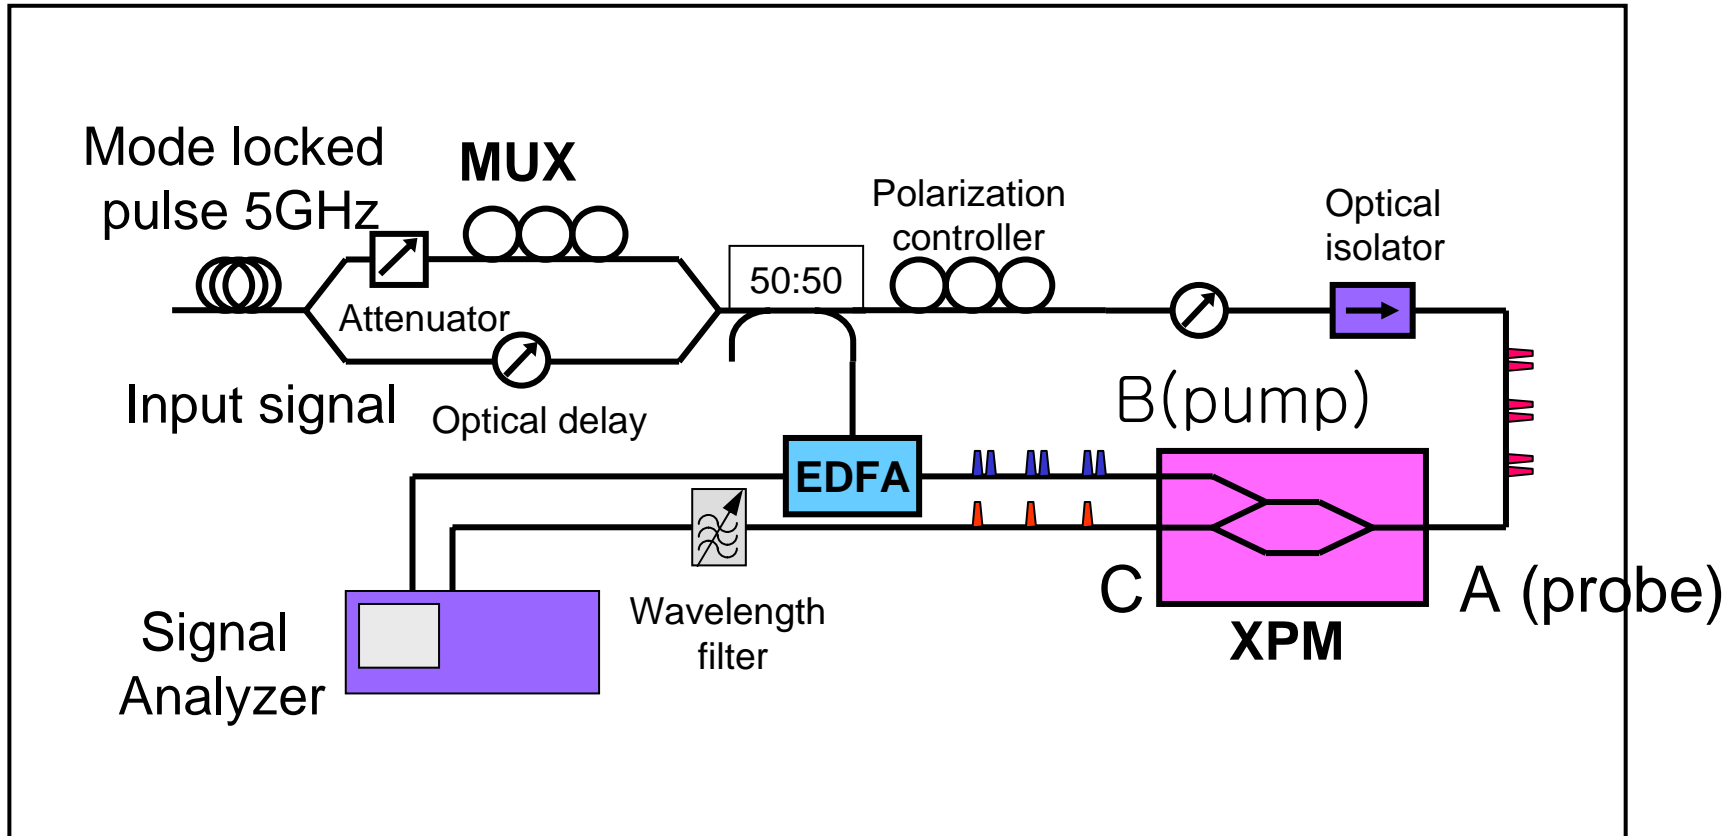 Mode locked
pulse 5GHz
MUX
Polarization
controller
Optical
isolator
50:50
Attenuator
Input signal
Optical delay
B(pump)
EDFA
C
A (probe)
Wavelength
filter
XPM
Signal
Analyzer